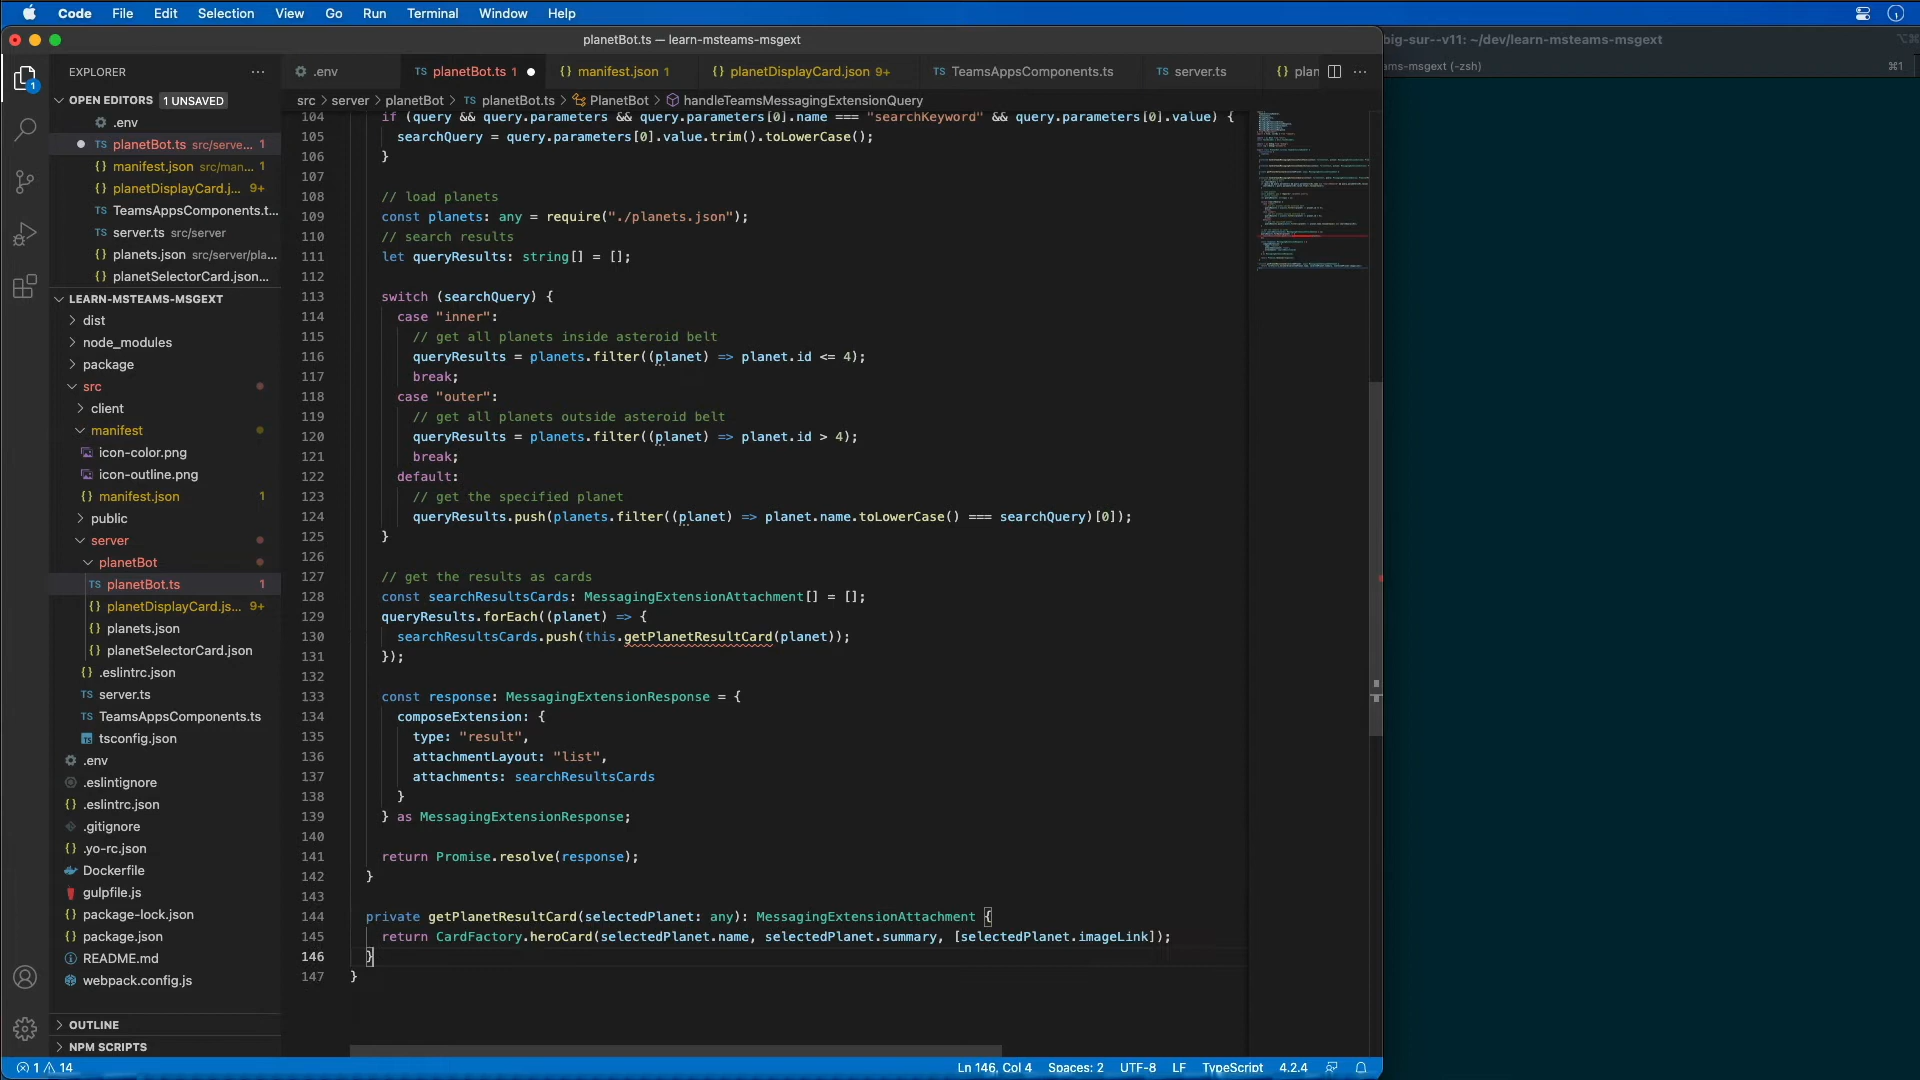 Code File Edit Selection View Go Run Terminal Window Help
planetBot.ts — learn-msteams-msgext
big-sur--v11: ~/dev/learn-msteams-msgext
ms-msgext (-zsh)
⌘1
EXPLORER
.env
planetBot.ts 1
manifest.json 1
planetDisplayCard.json 9+
TeamsAppsComponents.ts
server.ts
plan
OPEN EDITORS 1 UNSAVED
src > server > planetBot > planetBot.ts > PlanetBot > handleTeamsMessagingExtensionQuery
.env
planetBot.ts src/serve... 1
manifest.json src/man... 1
planetDisplayCard.j... 9+
TeamsAppsComponents.t...
server.ts src/server
planets.json src/server/pla...
planetSelectorCard.json...
LEARN-MSTEAMS-MSGEXT
dist
node_modules
package
src
client
manifest
icon-color.png
icon-outline.png
manifest.json 1
public
server
planetBot
planetBot.ts 1
planetDisplayCard.js... 9+
planets.json
planetSelectorCard.json
.eslintrc.json
server.ts
TeamsAppsComponents.ts
tsconfig.json
.env
.eslintignore
.eslintrc.json
.gitignore
.yo-rc.json
Dockerfile
gulpfile.js
package-lock.json
package.json
README.md
webpack.config.js
OUTLINE
NPM SCRIPTS
104 if (query && query.parameters && query.parameters[0].name === "searchKeyword" && query.parameters[0].value) {
105 searchQuery = query.parameters[0].value.trim().toLowerCase();
106 }
107
108 // load planets
109 const planets: any = require("./planets.json");
110 // search results
111 let queryResults: string[] = [];
112
113 switch (searchQuery) {
114 case "inner":
115 // get all planets inside asteroid belt
116 queryResults = planets.filter((planet) => planet.id <= 4);
117 break;
118 case "outer":
119 // get all planets outside asteroid belt
120 queryResults = planets.filter((planet) => planet.id > 4);
121 break;
122 default:
123 // get the specified planet
124 queryResults.push(planets.filter((planet) => planet.name.toLowerCase() === searchQuery)[0]);
125 }
126
127 // get the results as cards
128 const searchResultsCards: MessagingExtensionAttachment[] = [];
129 queryResults.forEach((planet) => {
130 searchResultsCards.push(this.getPlanetResultCard(planet));
131 });
132
133 const response: MessagingExtensionResponse = {
134 composeExtension: {
135 type: "result",
136 attachmentLayout: "list",
137 attachments: searchResultsCards
138 }
139 } as MessagingExtensionResponse;
140
141 return Promise.resolve(response);
142 }
143
144 private getPlanetResultCard(selectedPlanet: any): MessagingExtensionAttachment {
145 return CardFactory.heroCard(selectedPlanet.name, selectedPlanet.summary, [selectedPlanet.imageLink]);
146 }
147 }
1 14
Ln 146, Col 4 Spaces: 2 UTF-8 LF TypeScript 4.2.4